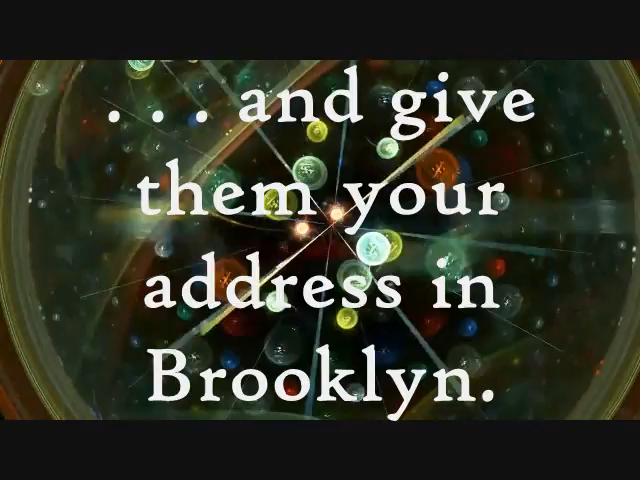 . . . and give
them your
address in
Brooklyn.